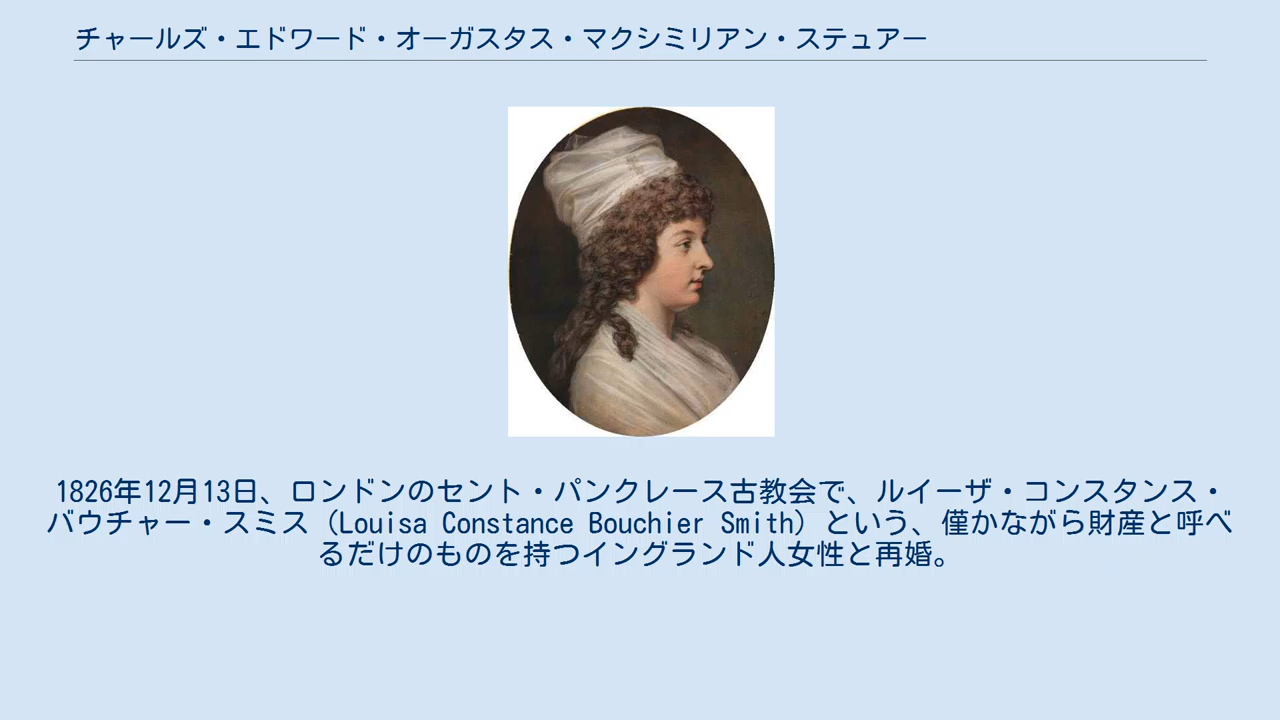 チャールズ・エドワード・オーガスタス・マクシミリアン・ステュアー
1826年12月13日、ロンドンのセント・パンクレース古教会で、ルイーザ・コンスタンス・
バウチャー・スミス（Louisa Constance Bouchier Smith）という、僅かながら財産と呼べ
るだけのものを持つイングランド人女性と再婚。